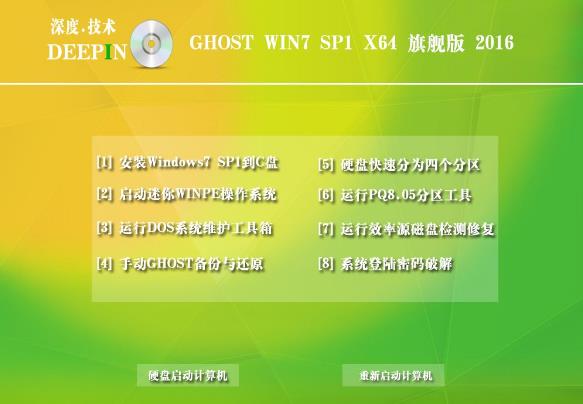 深度.技术
DEEPIN
GHOST WIN7 SP1 X64 旗舰版 2016
[1] 安装Windows7 SP1到C盘
[2] 启动迷你WINPE操作系统
[3] 运行DOS系统维护工具箱
[4] 手动GHOST备份与还原
[5] 硬盘快速分为四个分区
[6] 运行PQ8.05分区工具
[7] 运行效率源磁盘检测修复
[8] 系统登陆密码破解
硬盘启动计算机
重新启动计算机